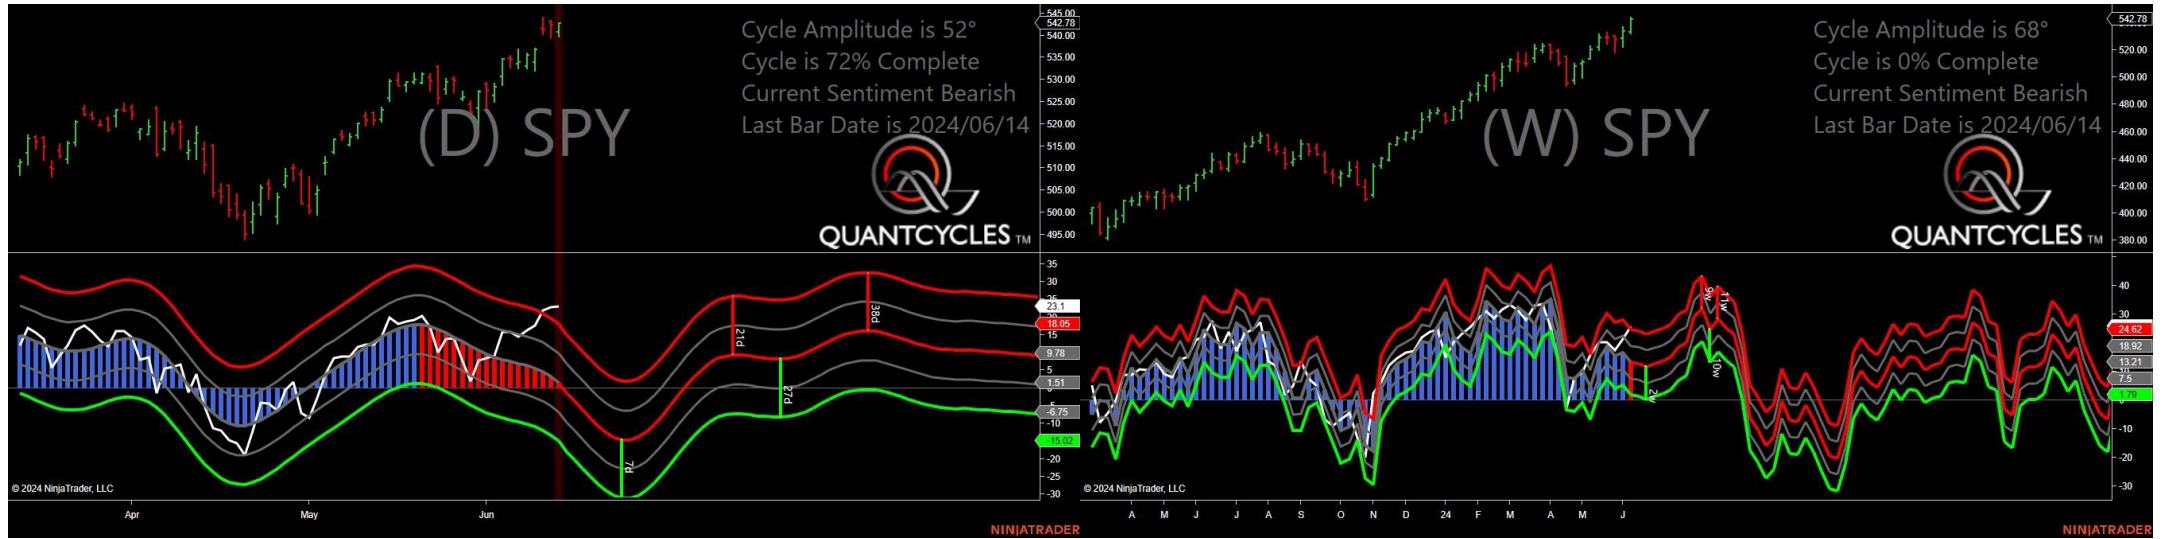 Cycle Amplitude is 52°
Cycle is 72% Complete
Current Sentiment Bearish
Last Bar Date is 2024/06/14
(D) SPY
QUANTCYCLES TM
545.00
542.78
540.00
535.00
530.00
525.00
520.00
515.00
510.00
505.00
500.00
495.00
35
30
25
23.1
18.05
15
9.78
5
1.51
-5
-6.75
-10
-15.02
-20
-25
-30
7d
21d
27d
38d
© 2024 NinjaTrader, LLC
Apr
May
Jun
NINJATRADER
Cycle Amplitude is 68°
Cycle is 0% Complete
Current Sentiment Bearish
Last Bar Date is 2024/06/14
(W) SPY
QUANTCYCLES TM
542.78
520.00
500.00
480.00
460.00
440.00
420.00
400.00
380.00
40
30
24.62
18.92
13.21
7.5
1.79
-10
-20
-30
2w
9w
10w
11w
© 2024 NinjaTrader, LLC
A M J J A S O N D 24 F M A M J
NINJATRADER